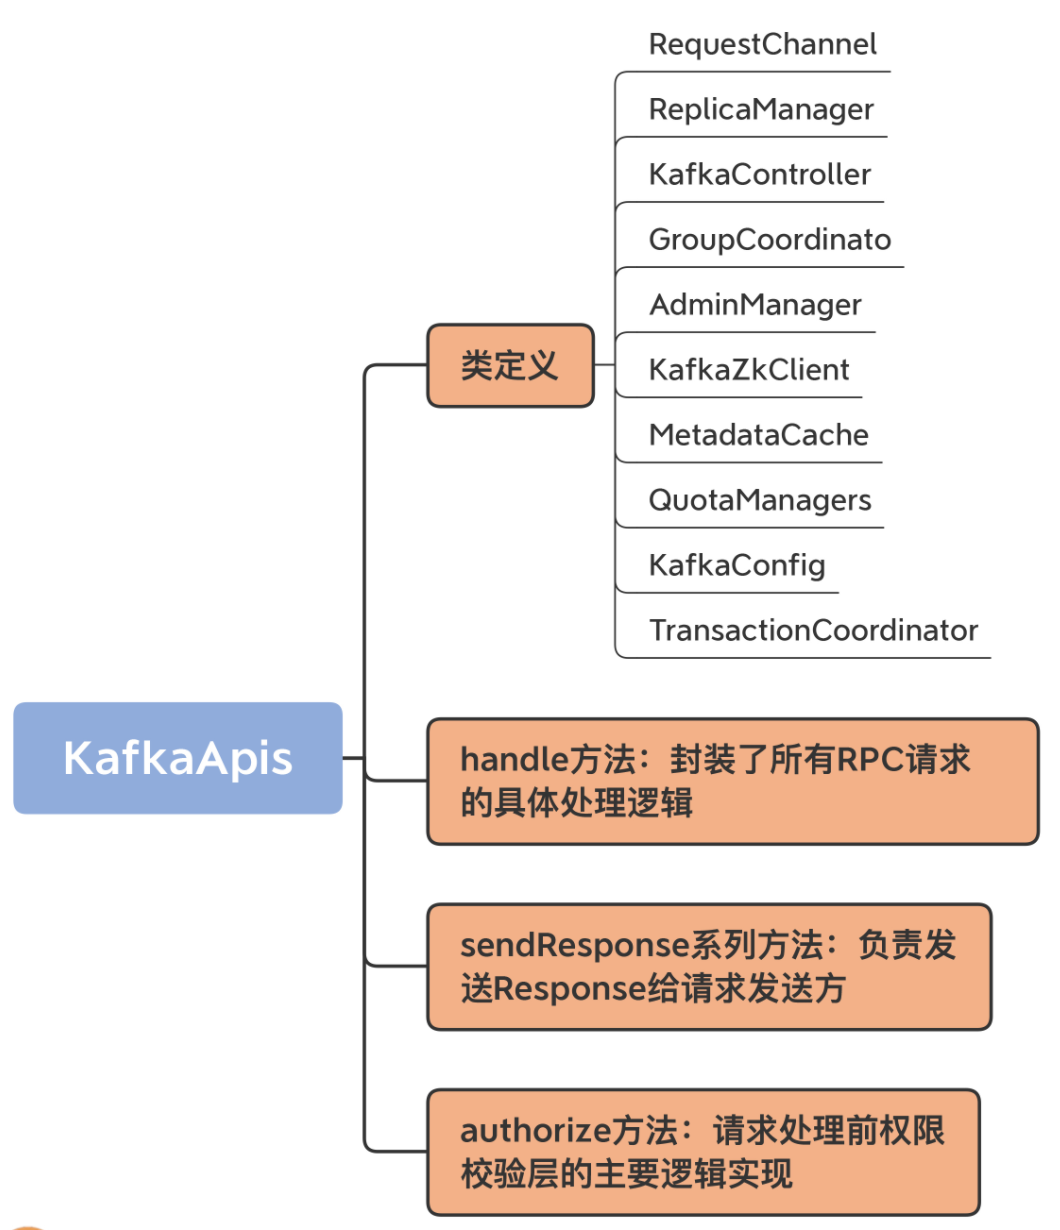 RequestChannel
ReplicaManager
KafkaController
GroupCoordinato
AdminManager
类定义
KafkaZkClient
MetadataCache
QuotaManagers
KafkaConfig
TransactionCoordinator
KafkaApis
handle方法：封装了所有RPC请求
的具体处理逻辑
sendResponse系列方法：负责发
送Response给请求发送方
authorize方法：请求处理前权限
校验层的主要逻辑实现